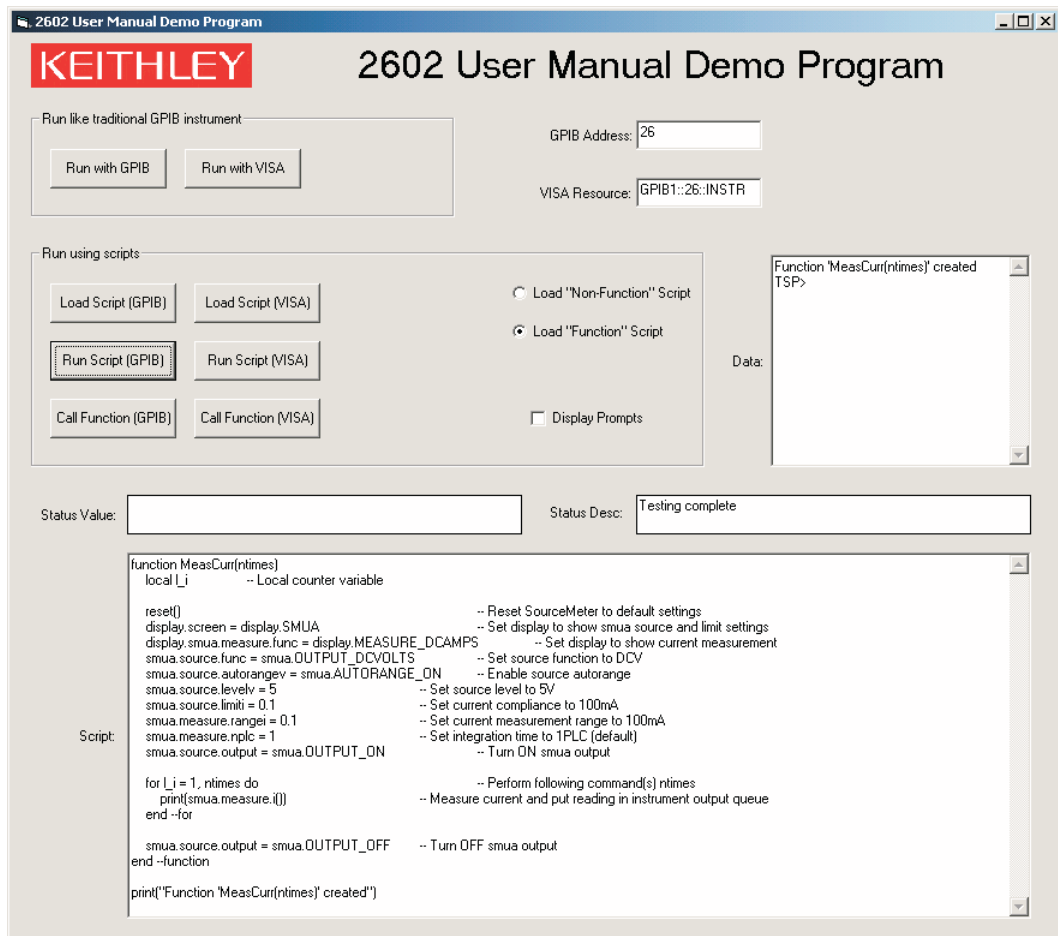 2602 User Manual Demo Program
KEITHLEY
2602 User Manual Demo Program
Run like traditional GPIB instrument
Run with GPIB
Run with VISA
GPIB Address:
26
VISA Resource:
GPIB1::26::INSTR
Run using scripts
Load Script (GPIB)
Load Script (VISA)
Run Script (GPIB)
Run Script (VISA)
Call Function (GPIB)
Call Function (VISA)
Load "Non-Function" Script
Load "Function" Script
Display Prompts
Data:
Function 'MeasCurr(ntimes)' created
TSP>
Status Value:
Status Desc:
Testing complete
Script:
function MeasCurr(ntimes)
local l_i -- Local counter variable
reset() -- Reset SourceMeter to default settings
display.screen = display.SMUA -- Set display to show smua source and limit settings
display.smua.measure.func = display.MEASURE_DCAMPS -- Set display to show current measurement
smua.source.func = smua.OUTPUT_DCVOLTS -- Set source function to DCV
smua.source.autorangev = smua.AUTORANGE_ON -- Enable source autorange
smua.source.levelv = 5 -- Set source level to 5V
smua.source.limiti = 0.1 -- Set current compliance to 100mA
smua.measure.rangei = 0.1 -- Set current measurement range to 100mA
smua.measure.nplc = 1 -- Set integration time to 1PLC (default)
smua.source.output = smua.OUTPUT_ON -- Turn ON smua output
for l_i = 1, ntimes do -- Perform following command(s) ntimes
print(smua.measure.i()) -- Measure current and put reading in instrument output queue
end --for
smua.source.output = smua.OUTPUT_OFF -- Turn OFF smua output
end --function
print("Function 'MeasCurr(ntimes)' created")